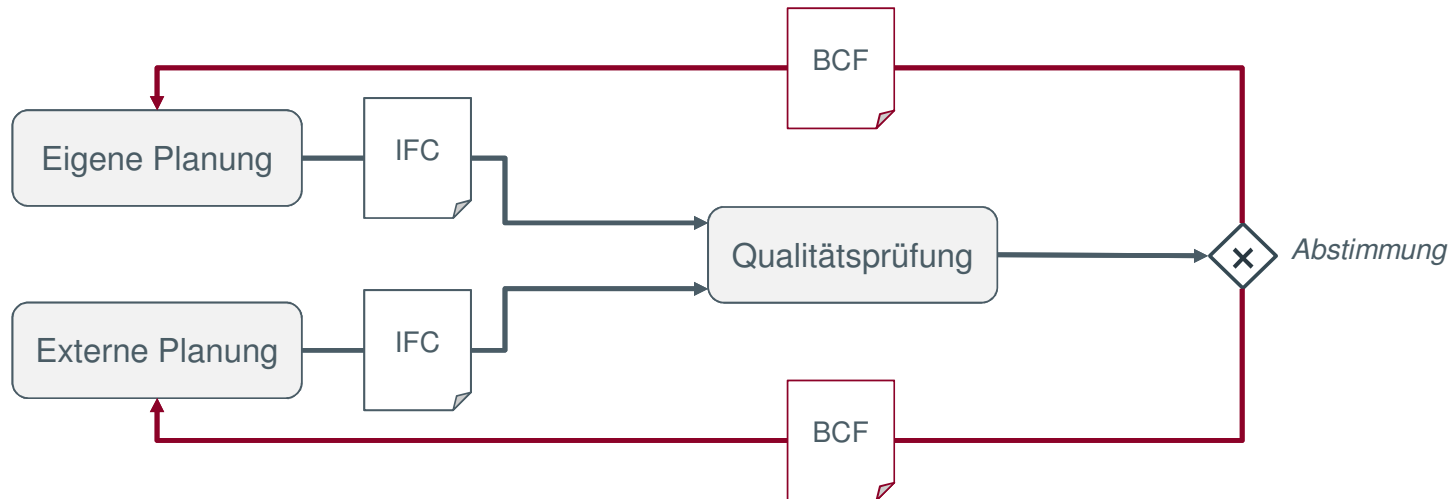 BCF
Eigene Planung
IFC
Qualitätsprüfung
Abstimmung
Externe Planung
IFC
BCF